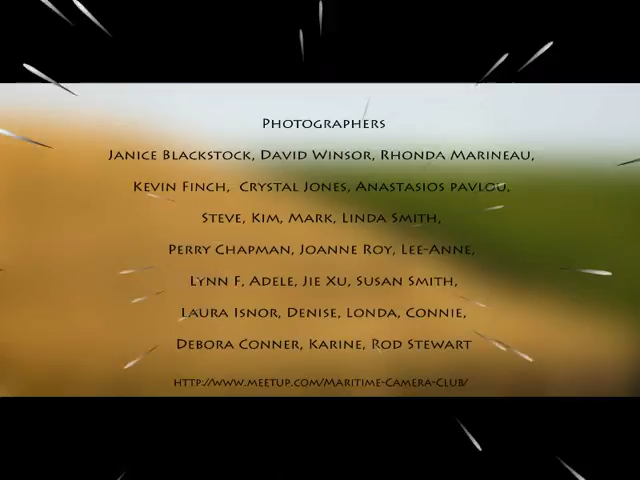 Photographers
Janice Blackstock, David Winsor, Rhonda Marineau,
Kevin Finch, Crystal Jones, Anastasios pavlou,
Steve, Kim, Mark, Linda Smith,
Perry Chapman, Joanne Roy, Lee-Anne,
Lynn F, Adele, Jie Xu, Susan Smith,
Laura Isnor, Denise, Londa, Connie,
Debora Conner, Karine, Rod Stewart
http://www.meetup.com/Maritime-Camera-Club/